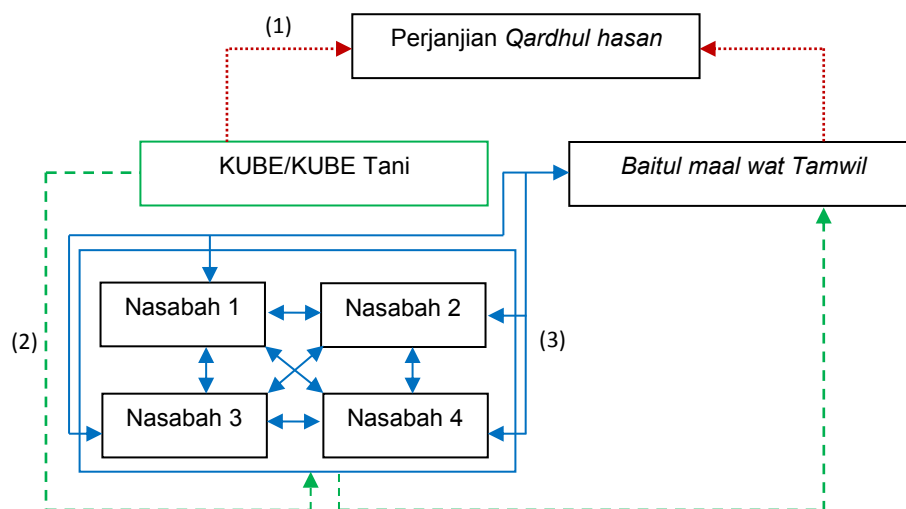 (1)
Perjanjian Qardhul hasan
KUBE/KUBE Tani
Baitul maal wat Tamwil
Nasabah 1
Nasabah 2
(2)
(3)
Nasabah 3
Nasabah 4